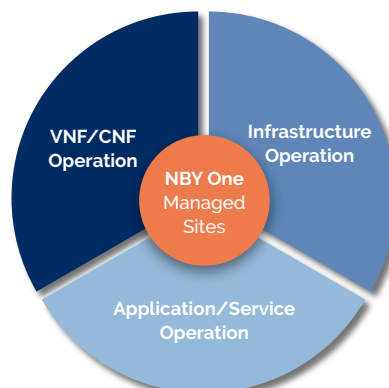 VNF/CNF
Operation
Infrastructure
Operation
NBY One
Managed
Sites
Application/Service
Operation